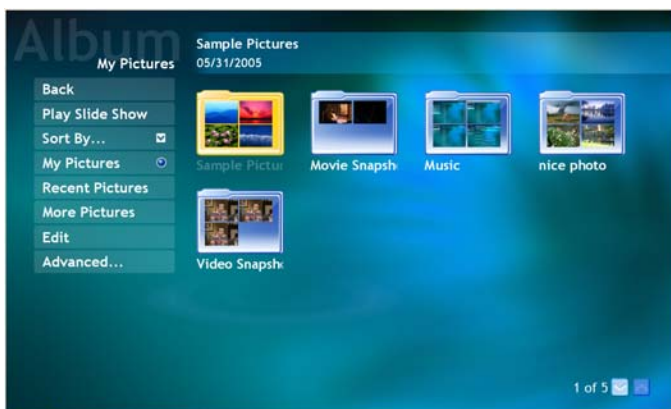 Album
My Pictures
Sample Pictures
05/31/2005
Back
Play Slide Show
Sort By...
My Pictures
Recent Pictures
More Pictures
Edit
Advanced...
Sample Pictu
Movie Snapsh
Music
nice photo
Video Snapsh
1 of 5